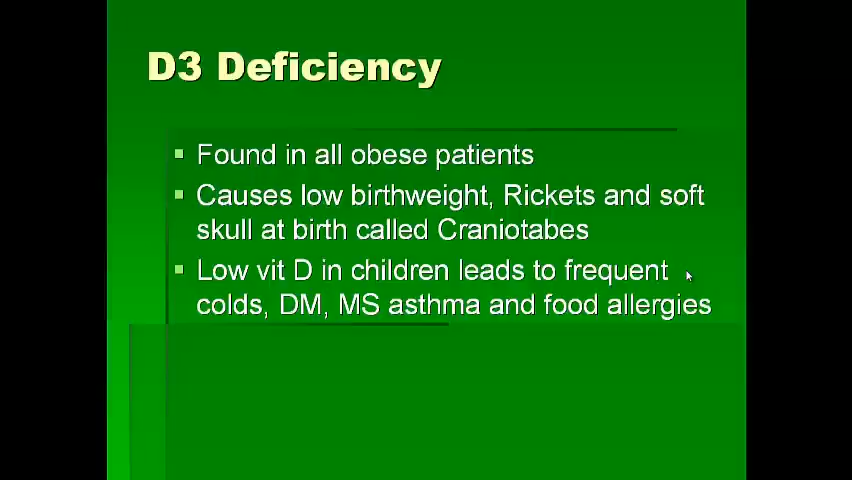 D3 Deficiency
Found in all obese patients
Causes low birthweight, Rickets and soft
skull at birth called Craniotabes
Low vit D in children leads to frequent
colds, DM, MS asthma and food allergies